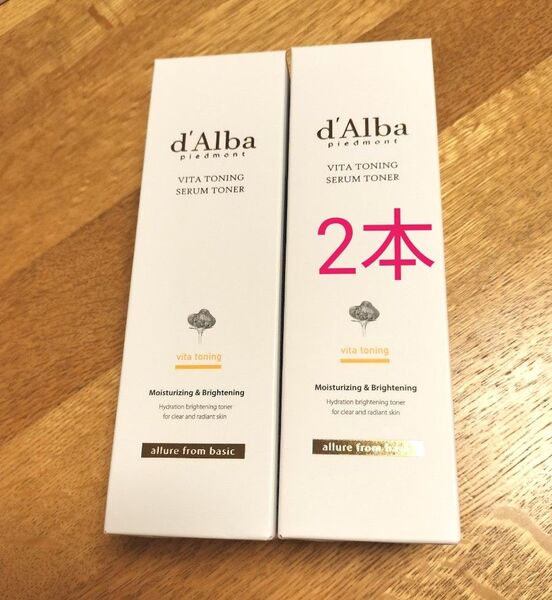 d'Alba
piedmont
VITA TONING
SERUM TONER
vita toning
Moisturizing & Brightening
Hydration brightening toner
for clear and radiant skin
allure from basic
d'Alba
piedmont
VITA TONING
SERUM TONER
2本
vita toning
Moisturizing & Brightening
Hydration brightening toner
for clear and radiant skin
allure from basic